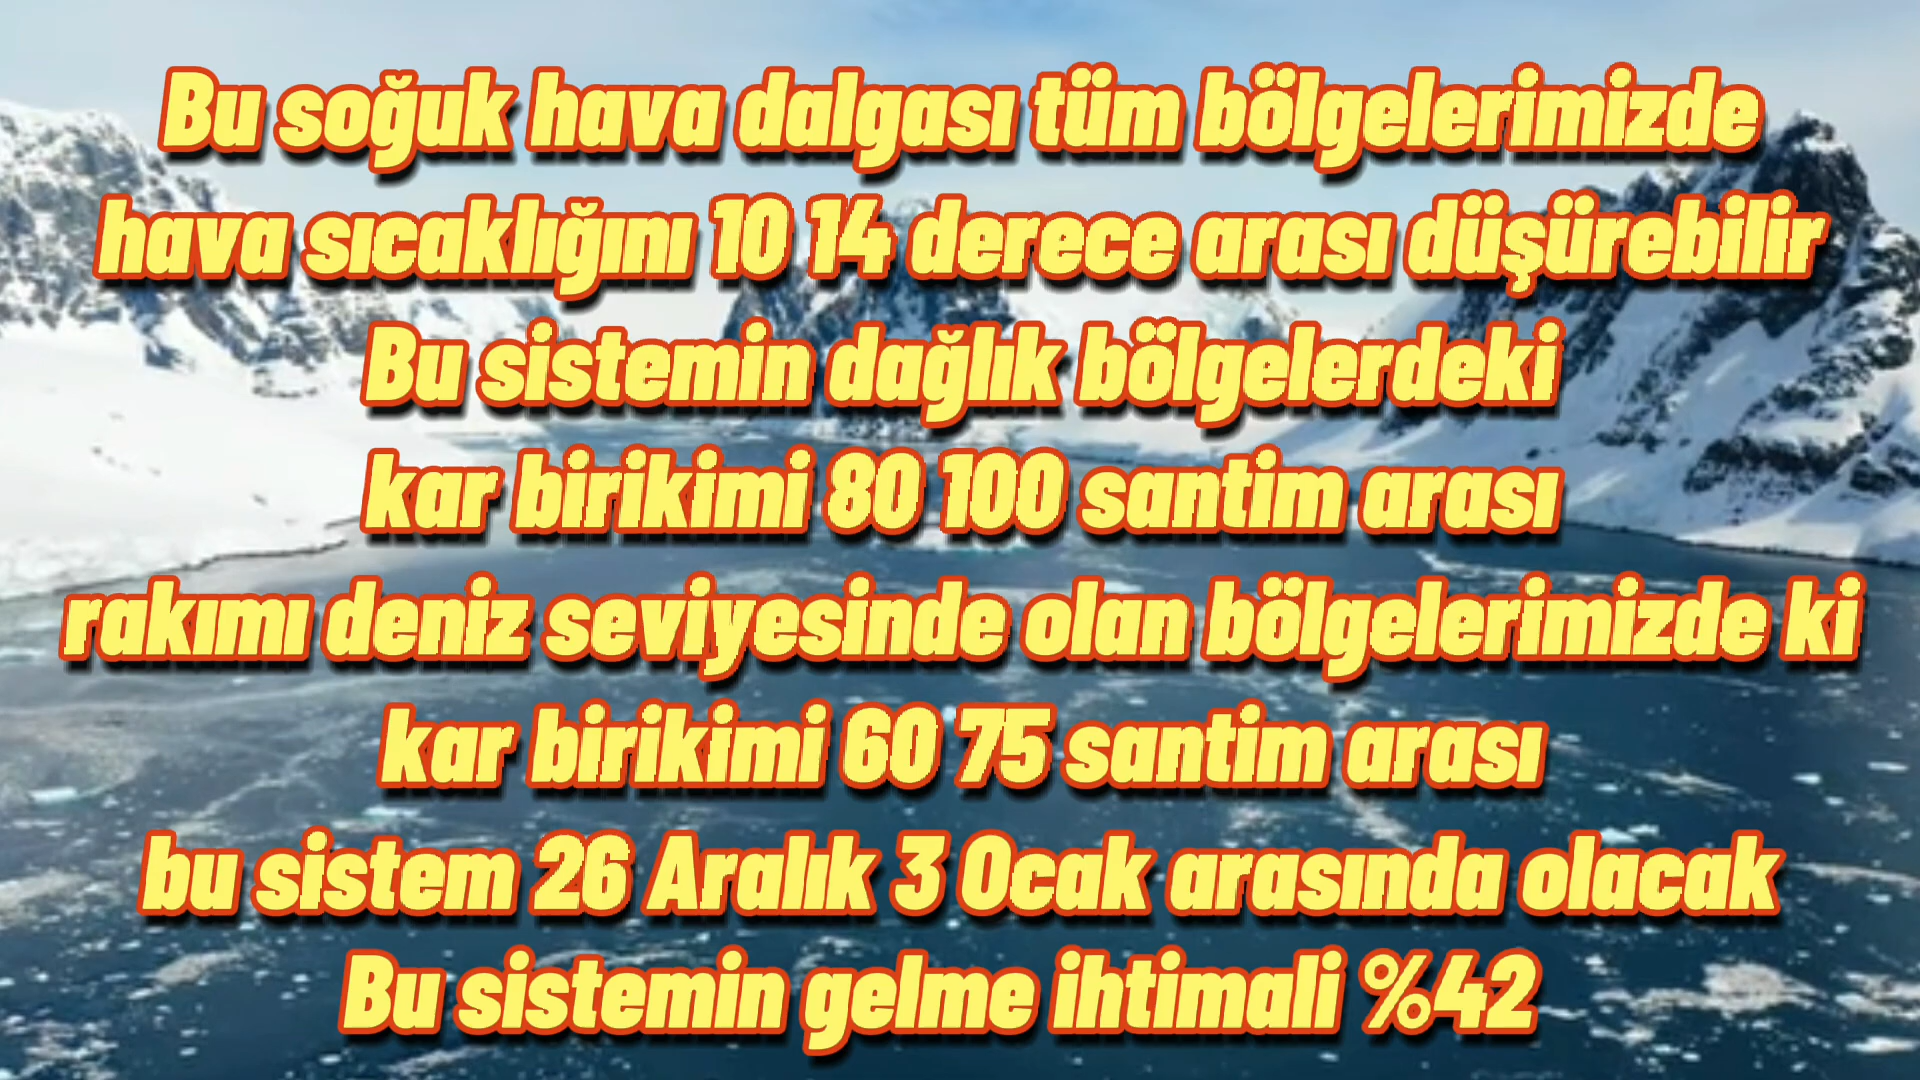 Bu soğuk hava dalgası tüm bölgelerimizde
hava sıcaklığını 10 14 derece arası düşürebilir
Bu sistemin dağlık bölgelerdeki
kar birikimi 80 100 santim arası
rakımı deniz seviyesinde olan bölgelerimizde ki
kar birikimi 60 75 santim arası
bu sistem 26 Aralık 3 Ocak arasında olacak
Bu sistemin gelme ihtimali %42